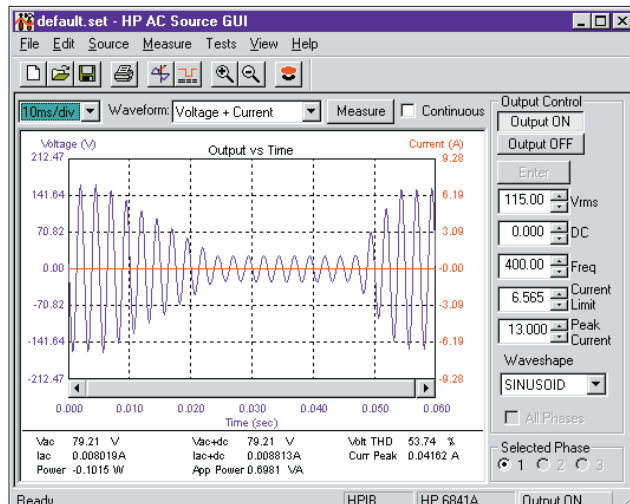 default.set - HP AC Source GUI
File Edit Source Measure Tests View Help
10ms/div Waveform: Voltage + Current Measure Continuous
Output Control
Output ON
Output OFF
Enter
115.00 Vrms
0.000 DC
400.00 Freq
6.565 Current Limit
13.000 Peak Current
Waveshape
SINUSOID
All Phases
Selected Phase
1 2 3
Voltage (V) Output vs Time Current (A)
212.47 9.28
141.64 6.19
70.82 3.09
0.00 -0.00
-70.82 -3.09
-141.64 -6.19
-212.47 -9.28
0.000 0.010 0.020 0.030 0.040 0.050 0.060
Time (sec)
Vac 79.21 V Vac+dc 79.21 V Volt THD 53.74 %
Iac 0.008019A Iac+dc 0.008813A Curr Peak 0.04162 A
Power -0.1015 W App Power 0.6981 VA
Ready HPIB HP 6841A Output ON